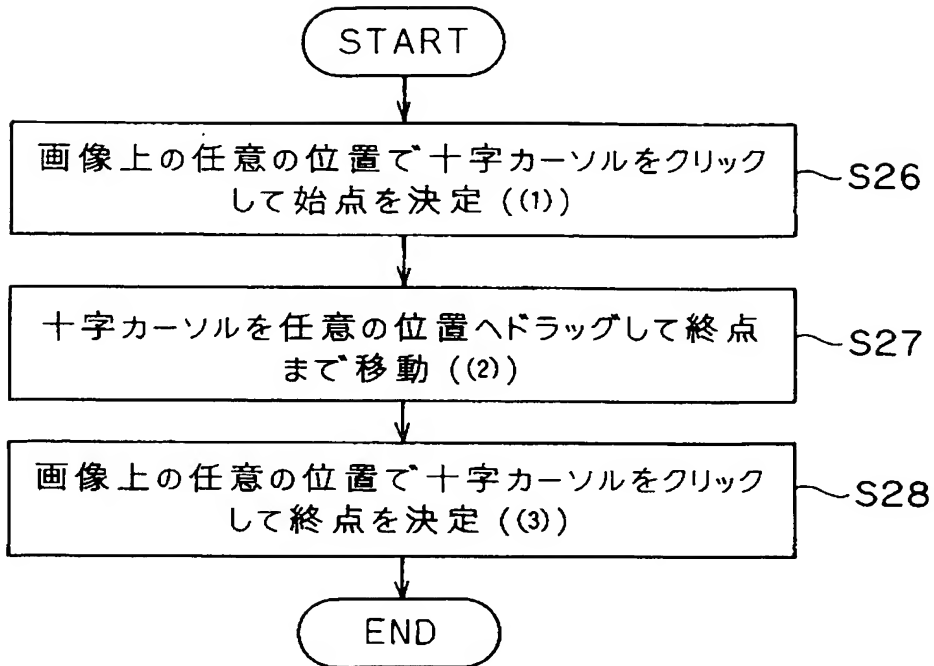 START
画像上の任意の位置で十字カーソルをクリック
して始点を決定 ((1))
S26
十字カーソルを任意の位置へドラッグして終点
まで移動 ((2))
S27
画像上の任意の位置で十字カーソルをクリック
して終点を決定 ((3))
S28
END